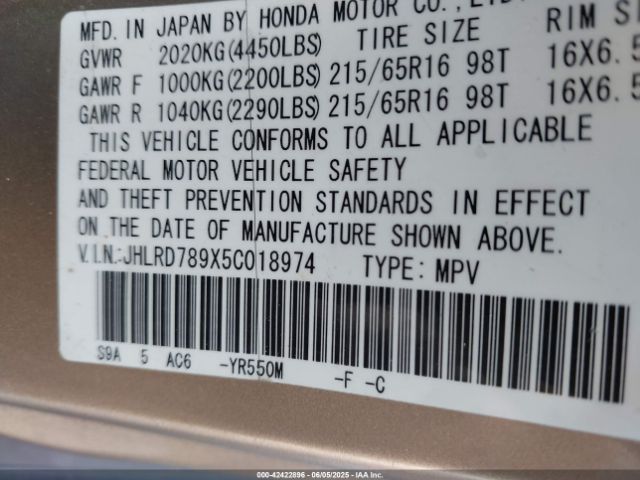 MFD. IN JAPAN BY HONDA MOTOR CO., LTD.
GVWR 2020KG(4450LBS) TIRE SIZE RIM S
GAWR F 1000KG(2200LBS) 215/65R16 98T 16X6.5
GAWR R 1040KG(2290LBS) 215/65R16 98T 16X6.5
THIS VEHICLE CONFORMS TO ALL APPLICABLE
FEDERAL MOTOR VEHICLE SAFETY
AND THEFT PREVENTION STANDARDS IN EFFECT
ON THE DATE OF MANUFACTURE SHOWN ABOVE.
V.I.N.:JHLRD789X5C018974 TYPE: MPV
S9A 5 AC6 -YR550M -F -C
000-42422896 - 06/05/2025 - IAAI.COM